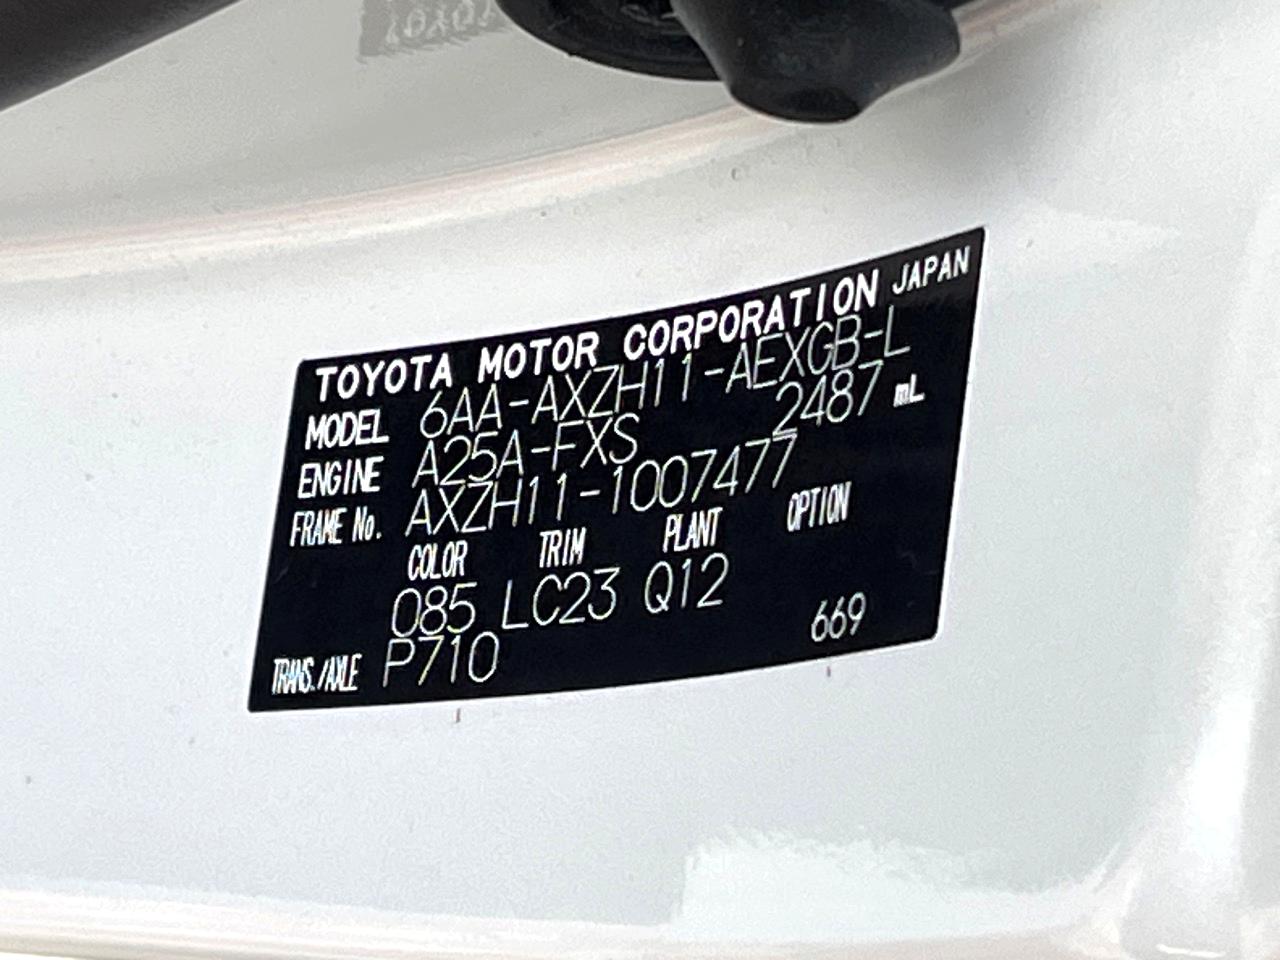 TOYOTA MOTOR CORPORATION JAPAN
MODEL 6AA-AXZH11-AEXGB-L
ENGINE A25A-FXS 2487 mL
FRAME No. AXZH11-1007477
COLOR TRIM PLANT OPTION
085 LC23 Q12
TRANS./AXLE P710 669